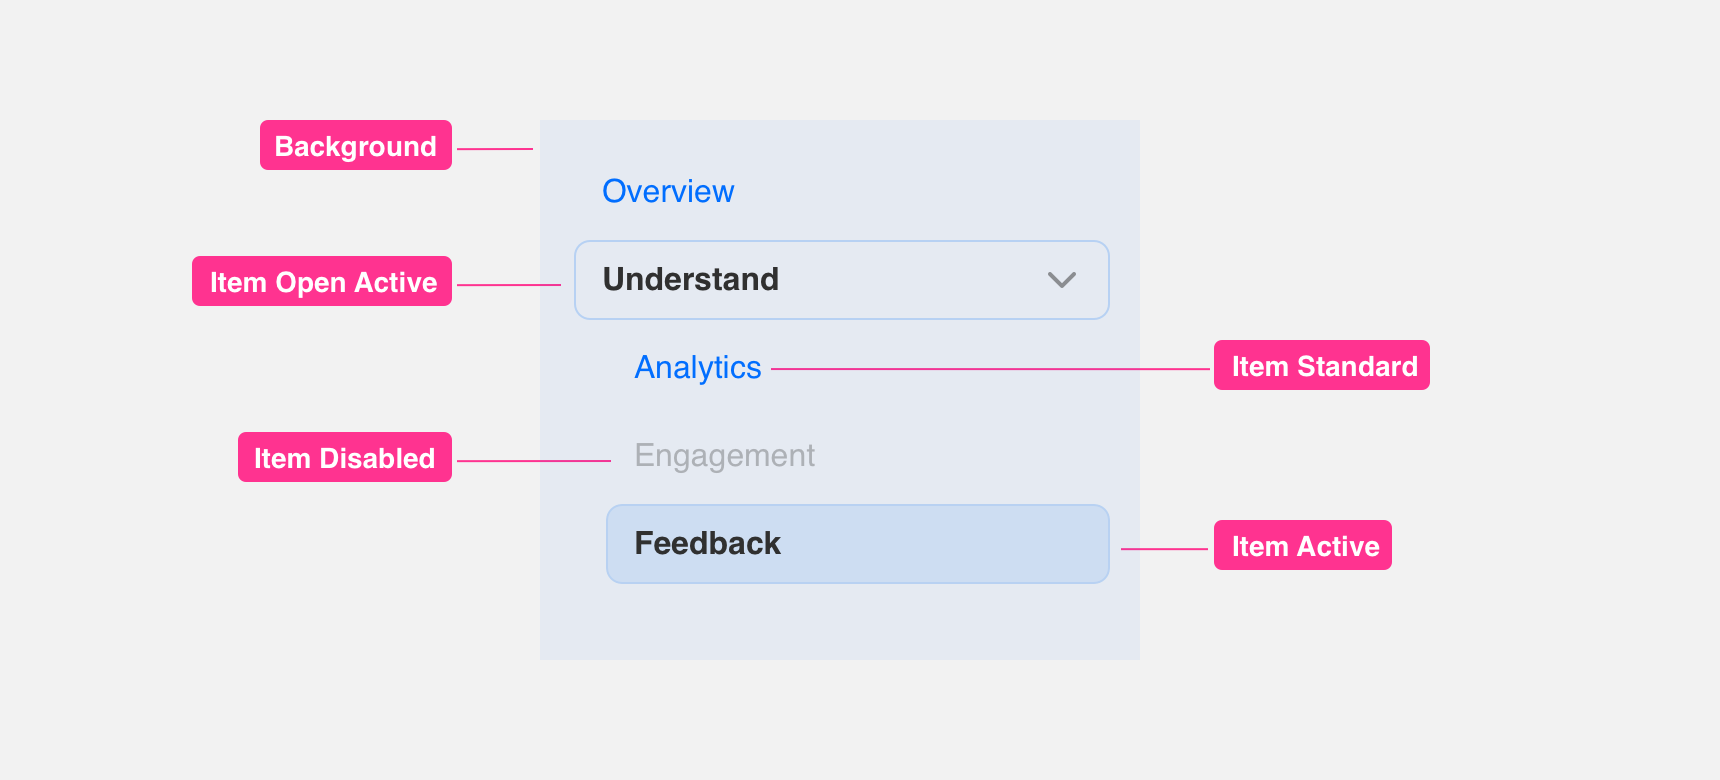 Background
Overview
Item Open Active
Understand
Analytics
Item Standard
Item Disabled
Engagement
Feedback
Item Active